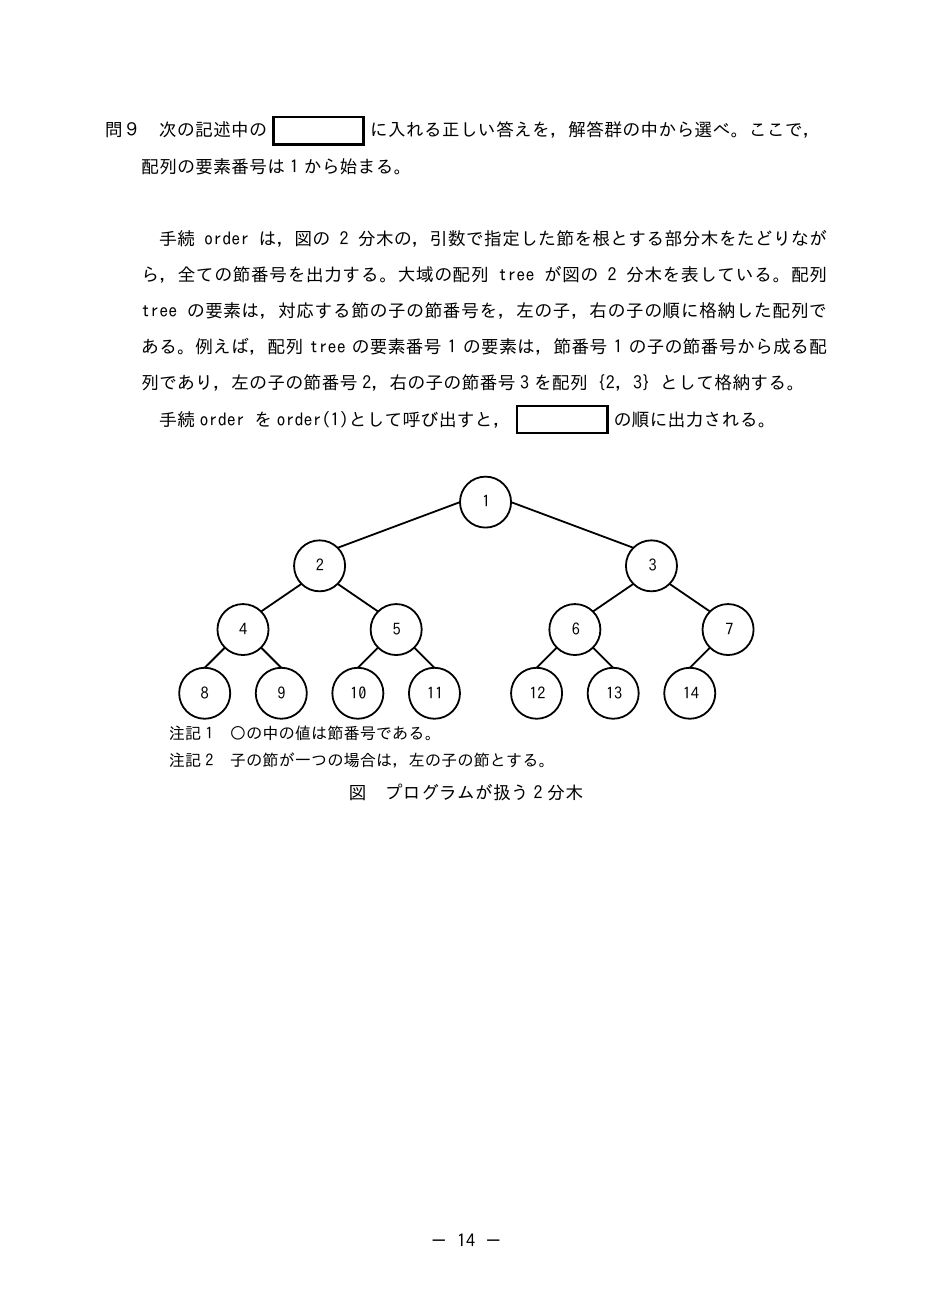 問９　次の記述中の　　　　　に入れる正しい答えを，解答群の中から選べ。ここで，
配列の要素番号は１から始まる。
手続 order は，図の 2 分木の，引数で指定した節を根とする部分木をたどりなが
ら，全ての節番号を出力する。大域の配列 tree が図の 2 分木を表している。配列
tree の要素は，対応する節の子の節番号を，左の子，右の子の順に格納した配列で
ある。例えば，配列 tree の要素番号 1 の要素は，節番号 1 の子の節番号から成る配
列であり，左の子の節番号 2，右の子の節番号 3 を配列 {2, 3} として格納する。
手続 order を order(1)として呼び出すと，　　　　　の順に出力される。
1
2 3
4 5 6 7
8 9 10 11 12 13 14
注記１　○の中の値は節番号である。
注記２　子の節が一つの場合は，左の子の節とする。
図　プログラムが扱う２分木
－ 14 －